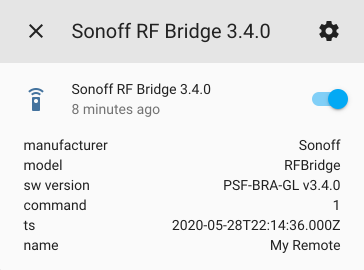 Sonoff RF Bridge 3.4.0
Sonoff RF Bridge 3.4.0
8 minutes ago
manufacturer Sonoff
model RFBridge
sw version PSF-BRA-GL v3.4.0
command 1
ts 2020-05-28T22:14:36.000Z
name My Remote